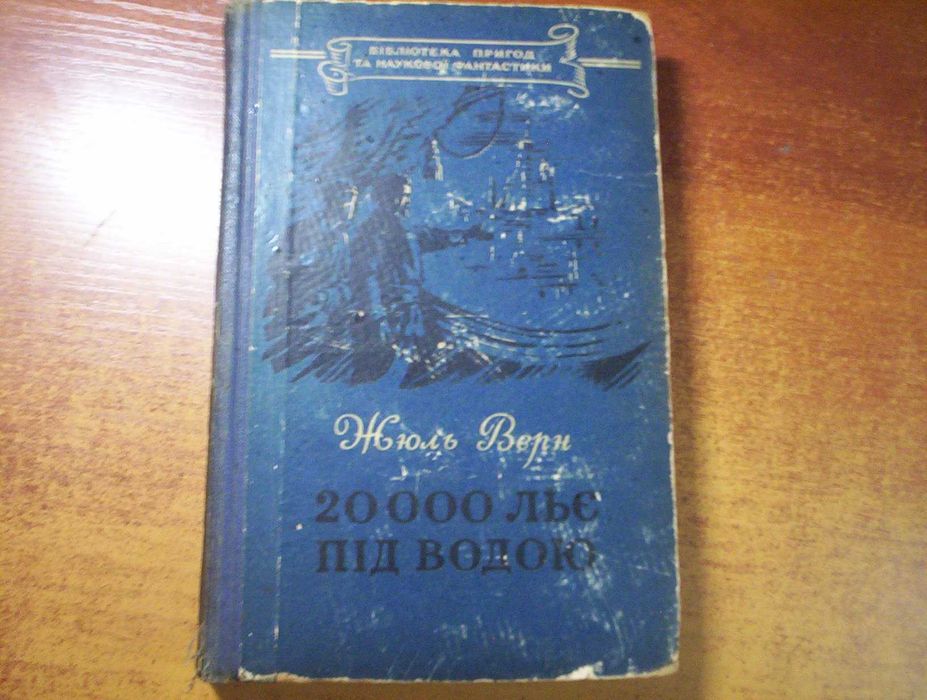 БІБЛІОТЕКА ПРИГОД
ТА НАУКОВОЇ ФАНТАСТИКИ
Жюль Верн
20 000 ЛЬЄ
ПІД ВОДОЮ